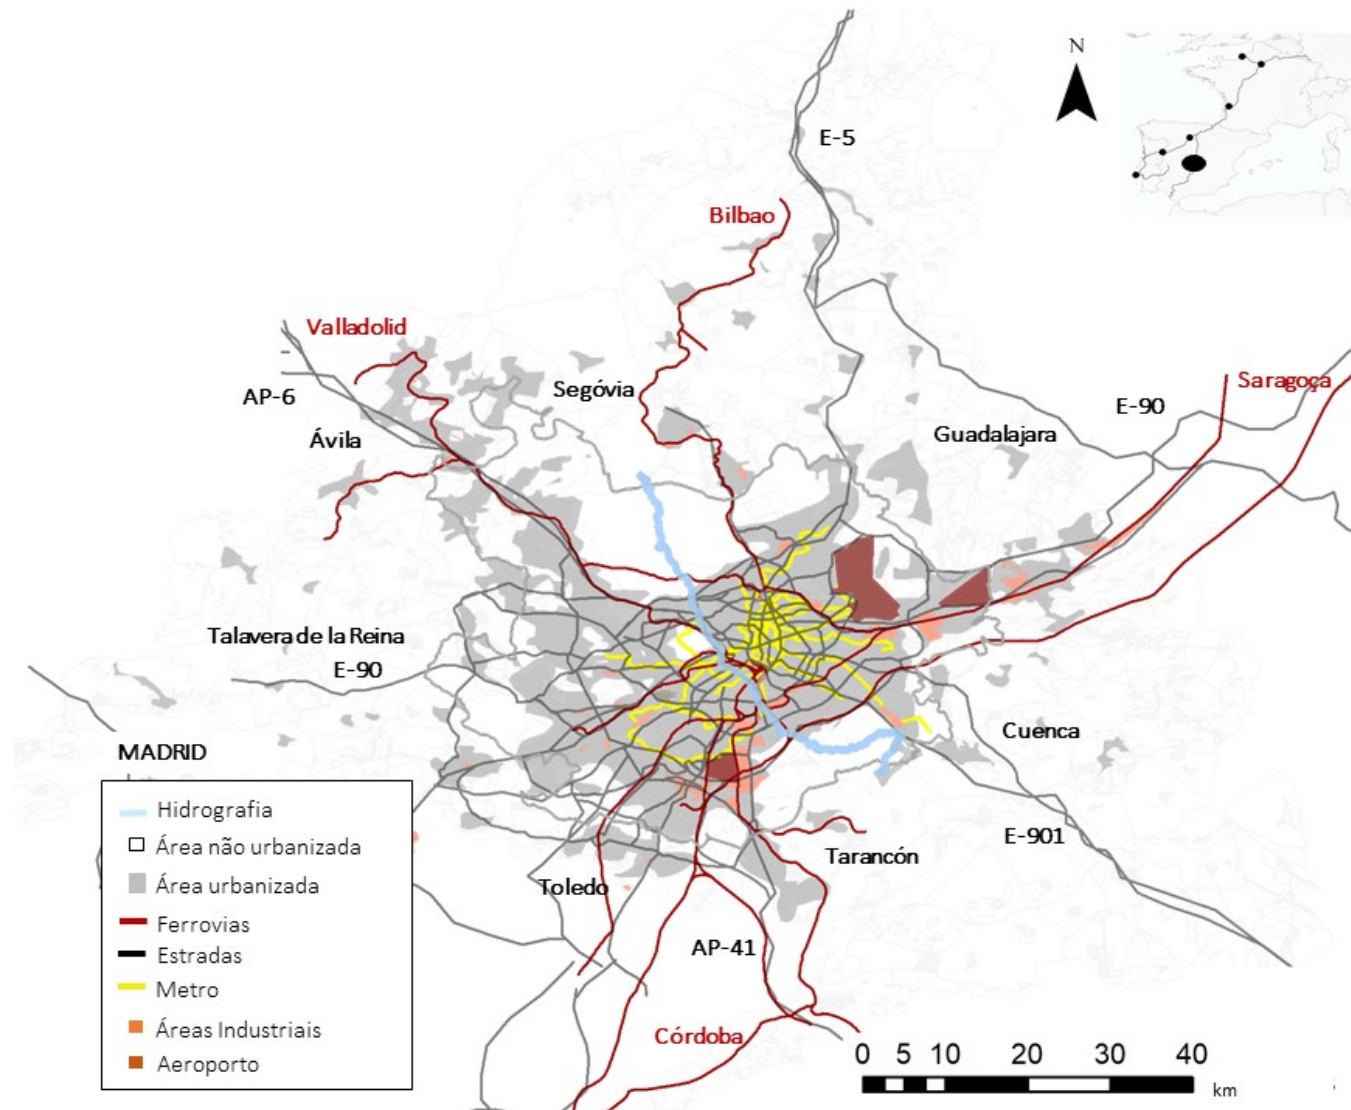 N
E-5
Bilbao
Valladolid
Saragoça
AP-6
Segóvia
E-90
Ávila
Guadalajara
Talavera de la Reina
E-90
Cuenca
MADRID
Hidrografia
Área não urbanizada
Área urbanizada
Ferrovias
Estradas
Metro
Áreas Industriais
Aeroporto
E-901
Tarancón
Toledo
AP-41
Córdoba
0 5 10 20 30 40
km